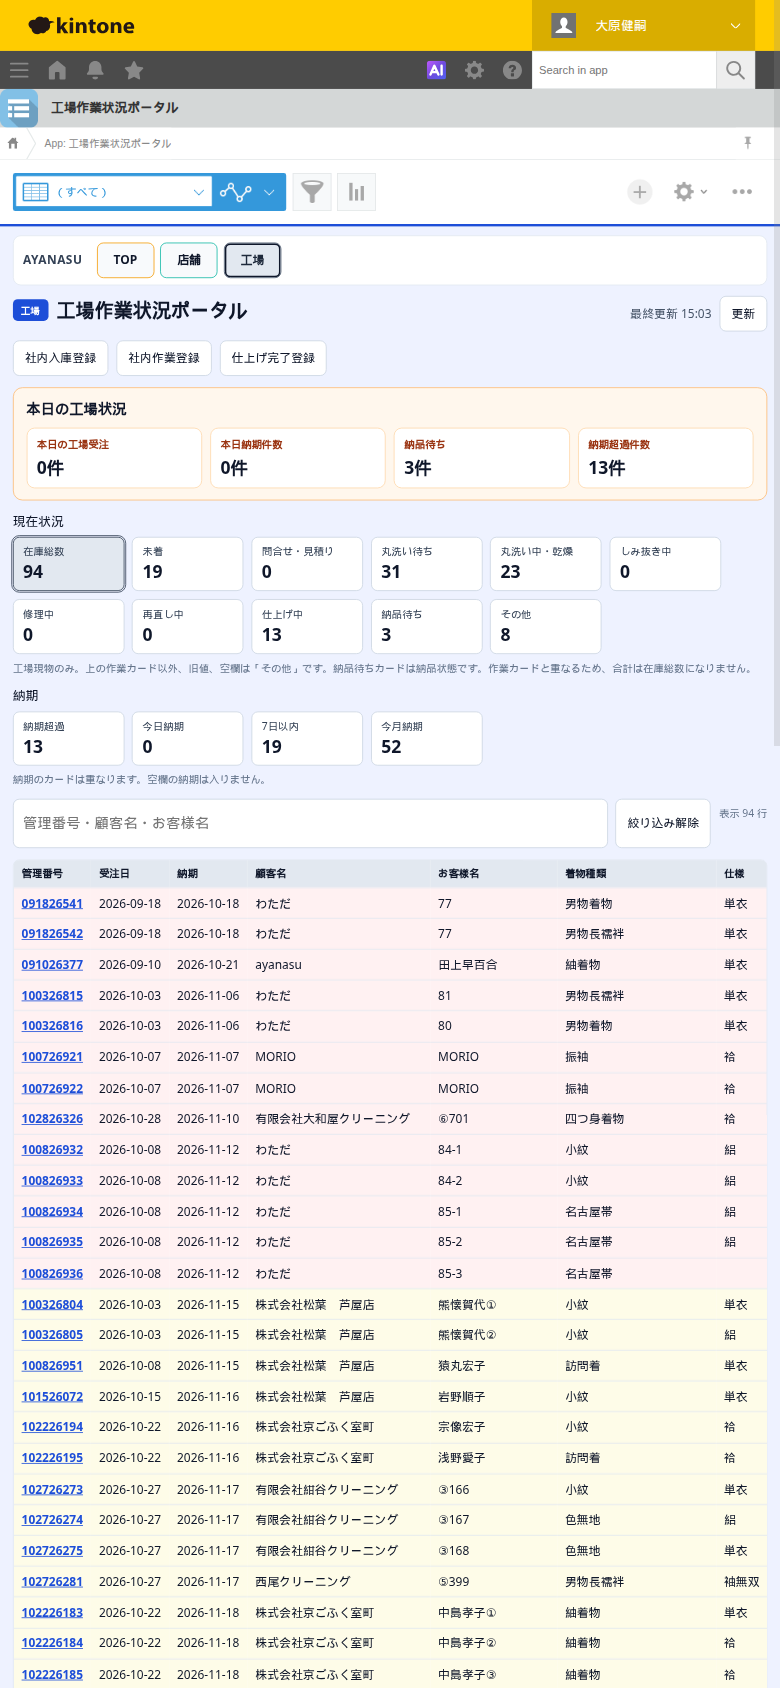 kintone
大原健嗣
AI
Search in app
工場作業状況ポータル
App: 工場作業状況ポータル
（すべて）
AYANASU TOP 店舗 工場
工場 工場作業状況ポータル 最終更新 15:03 更新
社内入庫登録 社内作業登録 仕上げ完了登録
本日の工場状況
本日の工場受注 本日納期件数 納品待ち 納期超過件数
0件 0件 3件 13件
現在状況
在庫総数 未着 問合せ・見積り 丸洗い待ち 丸洗い中・乾燥 しみ抜き中
94 19 0 31 23 0
修理中 再直し中 仕上げ中 納品待ち その他
0 0 13 3 8
工場現物のみ。上の作業カード以外、旧値、空欄は「その他」です。納品待ちカードは納品状態です。作業カードと重なるため、合計は在庫総数になりません。
納期
納期超過 今日納期 7日以内 今月納期
13 0 19 52
納期のカードは重なります。空欄の納期は入りません。
管理番号・顧客名・お客様名 絞り込み解除 表示 94 行
管理番号 受注日 納期 顧客名 お客様名 着物種類 仕様
091826541 2026-09-18 2026-10-18 わただ 77 男物着物 単衣
091826542 2026-09-18 2026-10-18 わただ 77 男物長襦袢 単衣
091026377 2026-09-10 2026-10-21 ayanasu 田上早百合 紬着物 単衣
100326815 2026-10-03 2026-11-06 わただ 81 男物長襦袢 単衣
100326816 2026-10-03 2026-11-06 わただ 80 男物着物 単衣
100726921 2026-10-07 2026-11-07 MORIO MORIO 振袖 袷
100726922 2026-10-07 2026-11-07 MORIO MORIO 振袖 袷
102826326 2026-10-28 2026-11-10 有限会社大和屋クリーニング ⑥701 四つ身着物 袷
100826932 2026-10-08 2026-11-12 わただ 84-1 小紋 絽
100826933 2026-10-08 2026-11-12 わただ 84-2 小紋 絽
100826934 2026-10-08 2026-11-12 わただ 85-1 名古屋帯 絽
100826935 2026-10-08 2026-11-12 わただ 85-2 名古屋帯 絽
100826936 2026-10-08 2026-11-12 わただ 85-3 名古屋帯
100326804 2026-10-03 2026-11-15 株式会社松葉　芦屋店 熊懐賀代① 小紋 単衣
100326805 2026-10-03 2026-11-15 株式会社松葉　芦屋店 熊懐賀代② 小紋 絽
100826951 2026-10-08 2026-11-15 株式会社松葉　芦屋店 猿丸宏子 訪問着 単衣
101526072 2026-10-15 2026-11-16 株式会社松葉　芦屋店 岩野順子 小紋 単衣
102226194 2026-10-22 2026-11-16 株式会社京ごふく室町 宗像宏子 小紋 袷
102226195 2026-10-22 2026-11-16 株式会社京ごふく室町 浅野愛子 訪問着 袷
102726273 2026-10-27 2026-11-17 有限会社紺谷クリーニング ③166 小紋 単衣
102726274 2026-10-27 2026-11-17 有限会社紺谷クリーニング ③167 色無地 絽
102726275 2026-10-27 2026-11-17 有限会社紺谷クリーニング ③168 色無地 単衣
102726281 2026-10-27 2026-11-17 西尾クリーニング ⑤399 男物長襦袢 袖無双
102226183 2026-10-22 2026-11-18 株式会社京ごふく室町 中島孝子① 紬着物 単衣
102226184 2026-10-22 2026-11-18 株式会社京ごふく室町 中島孝子② 紬着物 袷
102226185 2026-10-22 2026-11-18 株式会社京ごふく室町 中島孝子③ 紬着物 袷